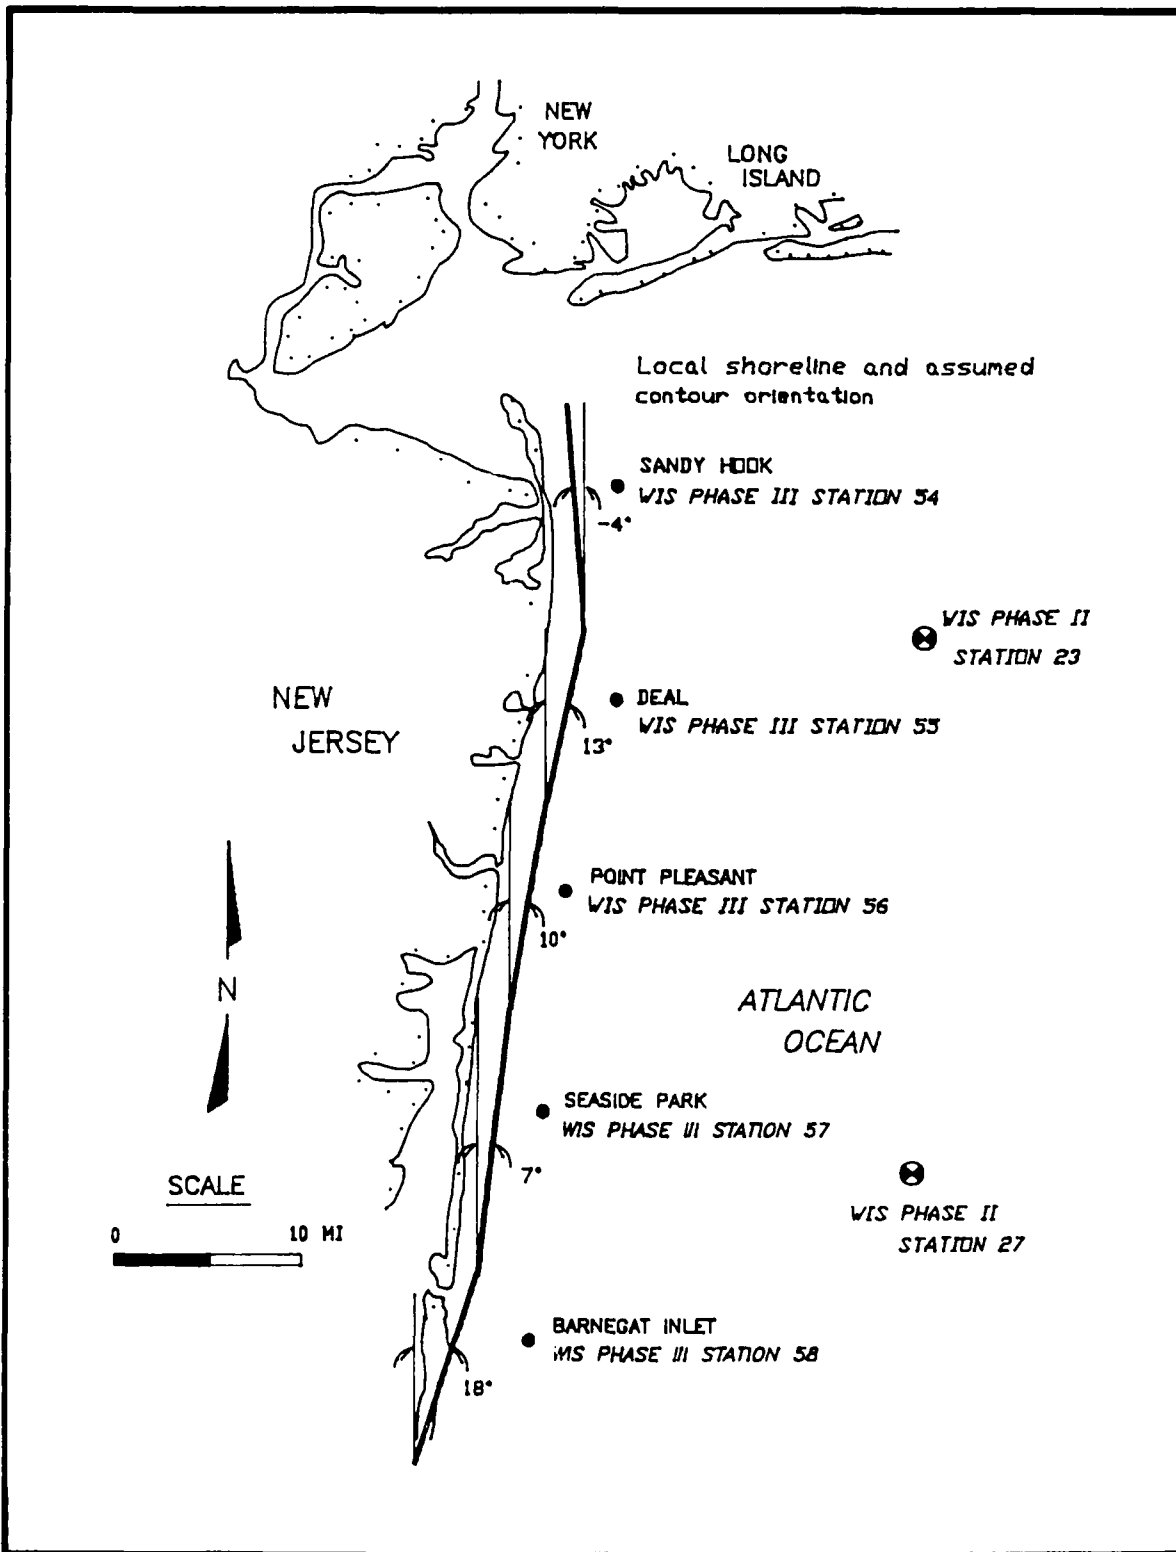 NEW
YORK
LONG
ISLAND
Local shoreline and assumed
contour orientation
SANDY HOOK
WIS PHASE III STATION 54
-4°
WIS PHASE II
STATION 23
NEW
JERSEY
DEAL
WIS PHASE III STATION 55
13°
POINT PLEASANT
WIS PHASE III STATION 56
10°
N
ATLANTIC
OCEAN
SEASIDE PARK
WIS PHASE III STATION 57
7°
SCALE
0 10 MI
WIS PHASE II
STATION 27
BARNEGAT INLET
WIS PHASE III STATION 58
18°